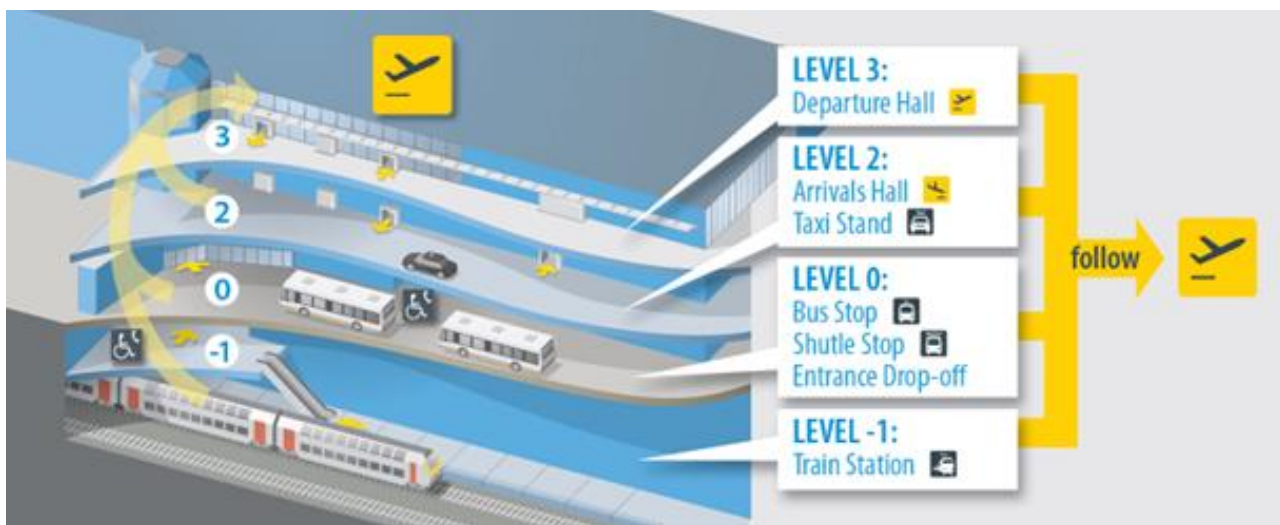 3
2
0
-1
LEVEL 3:
Departure Hall
LEVEL 2:
Arrivals Hall
Taxi Stand
LEVEL 0:
Bus Stop
Shutle Stop
Entrance Drop-off
LEVEL -1:
Train Station
follow